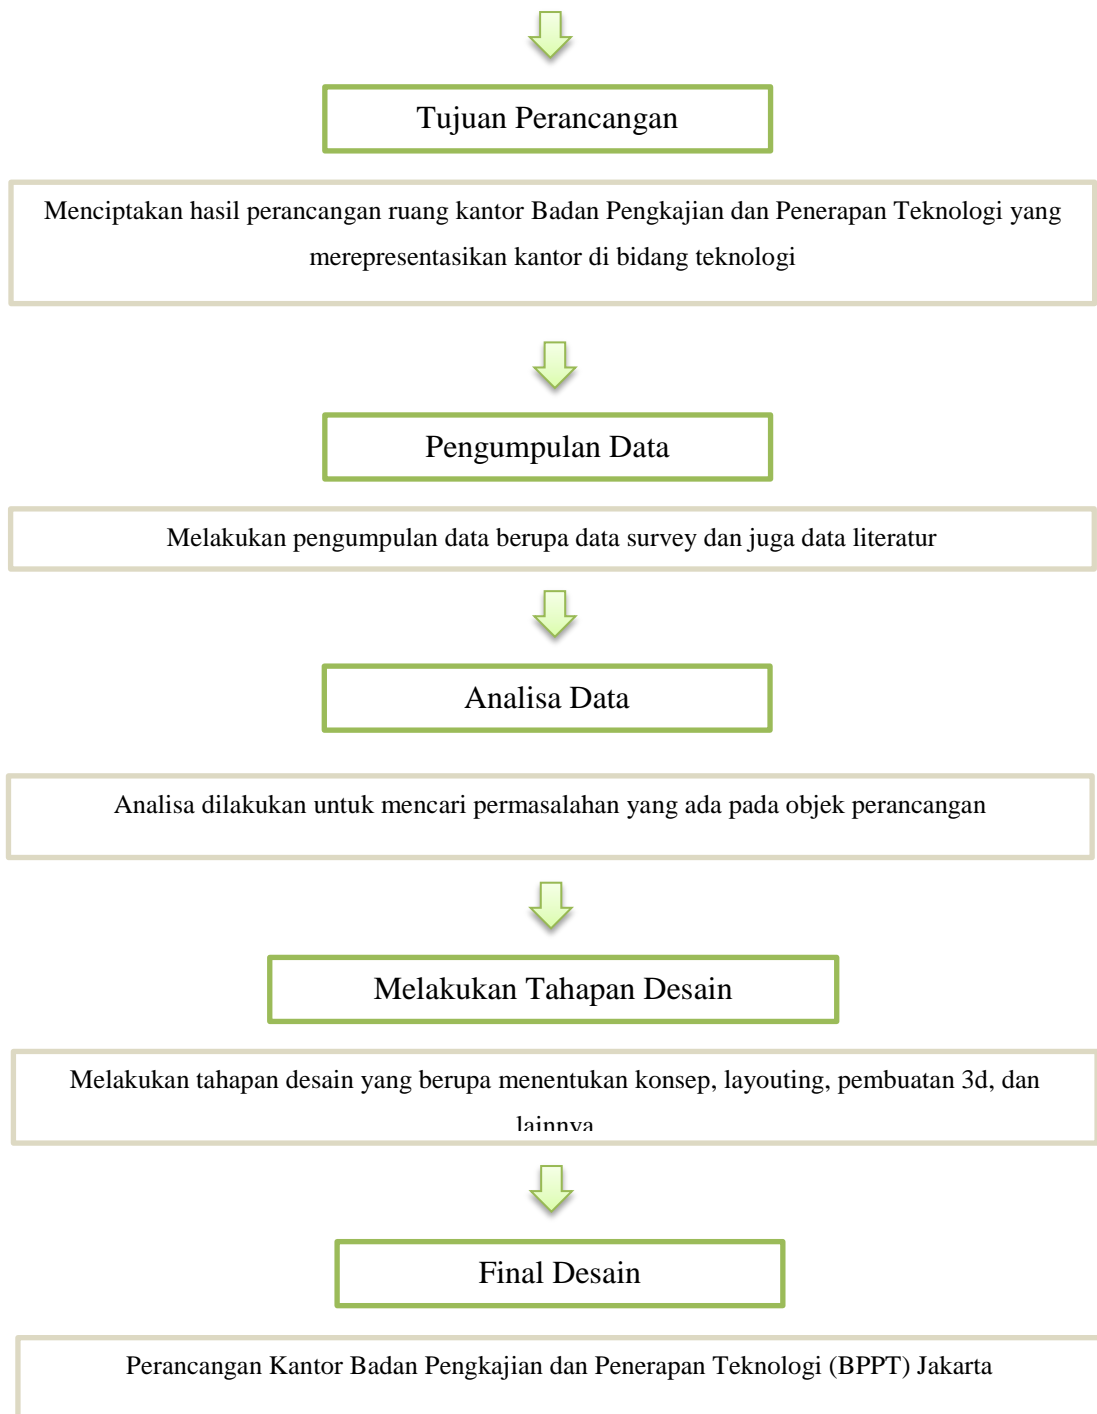 Tujuan Perancangan
Menciptakan hasil perancangan ruang kantor Badan Pengkajian dan Penerapan Teknologi yang
merepresentasikan kantor di bidang teknologi
Pengumpulan Data
Melakukan pengumpulan data berupa data survey dan juga data literatur
Analisa Data
Analisa dilakukan untuk mencari permasalahan yang ada pada objek perancangan
Melakukan Tahapan Desain
Melakukan tahapan desain yang berupa menentukan konsep, layouting, pembuatan 3d, dan
lainnya
Final Desain
Perancangan Kantor Badan Pengkajian dan Penerapan Teknologi (BPPT) Jakarta